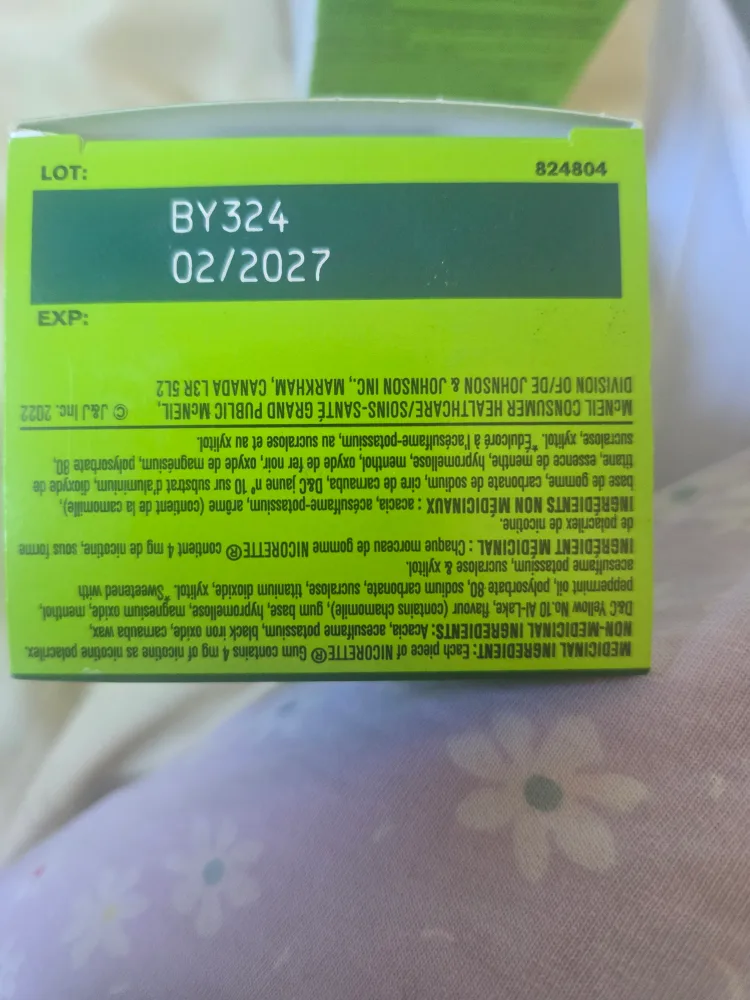 LOT:
824804
BY324
02/2027
EXP:
MEDICINAL INGREDIENT: Each piece of NICORETTE® Gum contains 4 mg of nicotine as nicotine polacrilex.
NON-MEDICINAL INGREDIENTS: Acacia, acesulfame potassium, black iron oxide, carnauba wax,
D&C Yellow No. 10 Al-Lake, flavour (contains chamomile), gum base, hypromellose, magnesium oxide, menthol,
peppermint oil, polysorbate 80, sodium carbonate, sucralose, titanium dioxide, xylitol. *Sweetened with
acesulfame potassium, sucralose & xylitol.
INGRÉDIENT MÉDICINAL : Chaque morceau de gomme NICORETTE® contient 4 mg de nicotine, sous forme
de polacrilex de nicotine.
INGRÉDIENTS NON MÉDICINAUX : acacia, acésulfame-potassium, arôme (contient de la camomille),
base de gomme, carbonate de sodium, cire de carnauba, D&C jaune n° 10 sur substrat d'aluminium, dioxyde de
titane, essence de menthe, hypromellose, menthol, oxyde de fer noir, oxyde de magnésium, polysorbate 80,
sucralose, xylitol. *Édulcoré à l'acésulfame-potassium, au sucralose et au xylitol.
McNEIL CONSUMER HEALTHCARE/SOINS-SANTÉ GRAND PUBLIC McNEIL,
© J&J Inc. 2022
DIVISION OF/DE JOHNSON & JOHNSON INC., MARKHAM, CANADA L3R 5L2